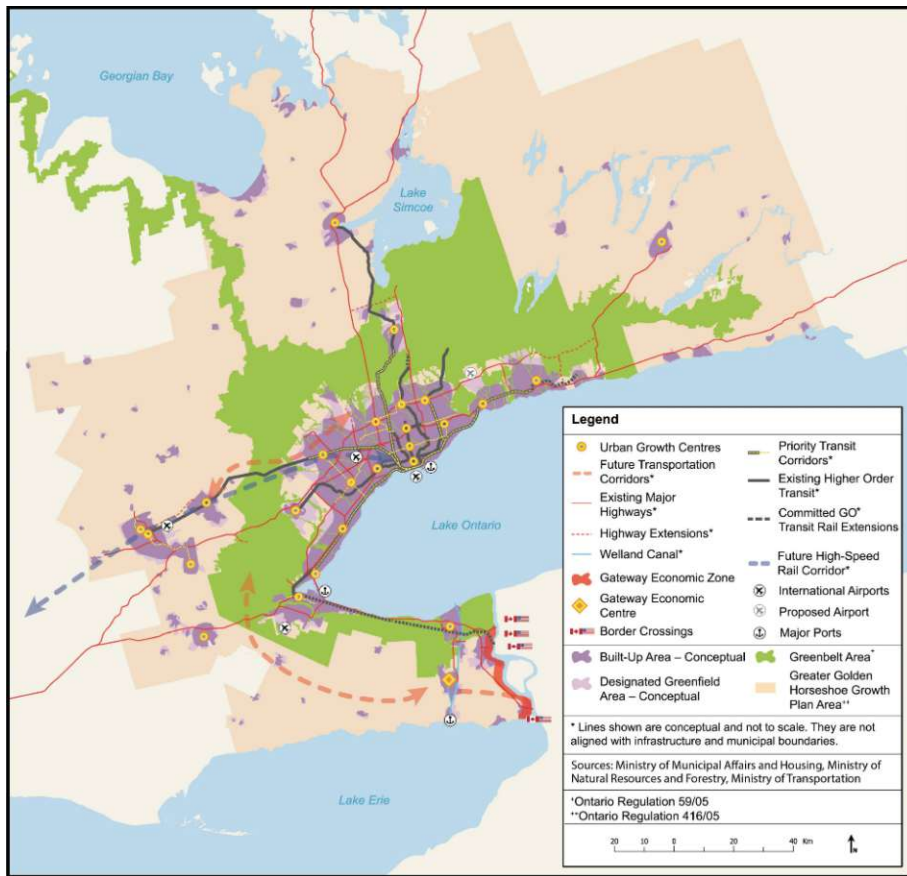 Georgian Bay
Lake
Simcoe
Lake Ontario
Lake Erie
Legend
Urban Growth Centres
Future Transportation
Corridors*
Existing Major
Highways*
Highway Extensions*
Welland Canal*
Gateway Economic Zone
Gateway Economic
Centre
Border Crossings
Priority Transit
Corridors*
Existing Higher Order
Transit*
Committed GO*
Transit Rail Extensions
Future High-Speed
Rail Corridor*
International Airports
Proposed Airport
Major Ports
Built-Up Area – Conceptual
Designated Greenfield
Area – Conceptual
Greenbelt Area*
Greater Golden
Horseshoe Growth
Plan Area++
* Lines shown are conceptual and not to scale. They are not
aligned with infrastructure and municipal boundaries.
Sources: Ministry of Municipal Affairs and Housing, Ministry of
Natural Resources and Forestry, Ministry of Transportation
+Ontario Regulation 59/05
++Ontario Regulation 416/05
20 10 0 20 40 Km
N